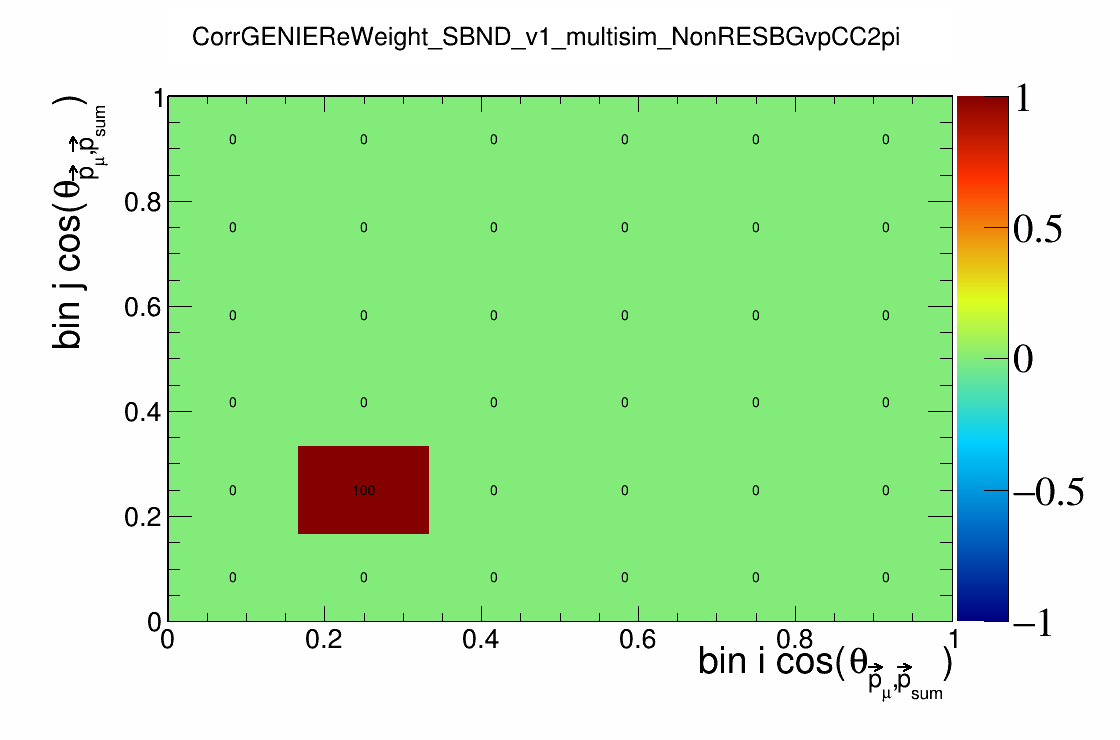 CorrGENIEReWeight_SBND_v1_multisim_NonRESBGvpCC2pi
bin j cos(θ p⃗μ,p⃗sum)
1
0.8
0.6
0.4
0.2
0
0 0 0 0 0 0
0 0 0 0 0 0
0 0 0 0 0 0
0 0 0 0 0 0
0 100 0 0 0 0
0 0 0 0 0 0
1
0.5
0
−0.5
−1
0 0.2 0.4 0.6 0.8 1
bin i cos(θ p⃗μ,p⃗sum)